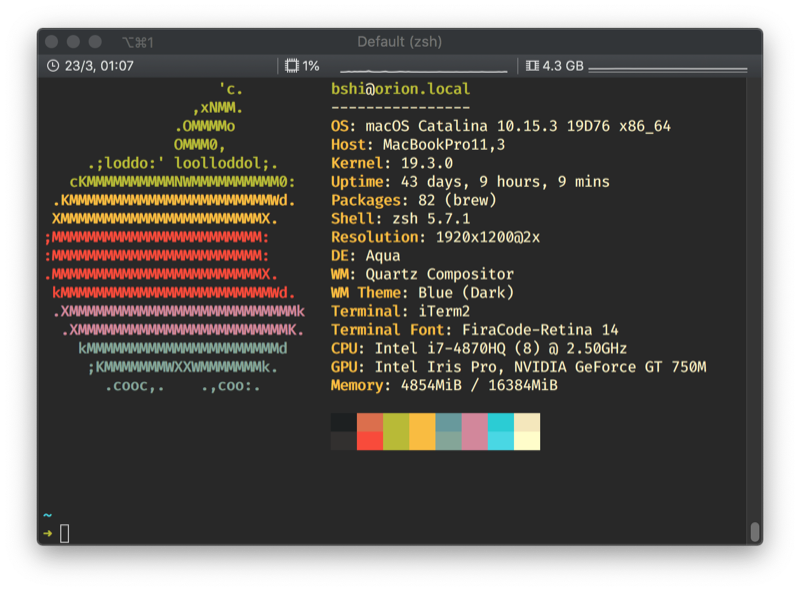 ⌥⌘1 Default (zsh)
23/3, 01:07 1% 4.3 GB
'c.
,xNMM.
.OMMMMo
OMMM0,
.;loddo:' loolloddol;.
cKMMMMMMMMMMNWMMMMMMMMMM0:
.KMMMMMMMMMMMMMMMMMMMMMMMWd.
XMMMMMMMMMMMMMMMMMMMMMMMX.
;MMMMMMMMMMMMMMMMMMMMMMMM:
:MMMMMMMMMMMMMMMMMMMMMMMM:
.MMMMMMMMMMMMMMMMMMMMMMMMX.
kMMMMMMMMMMMMMMMMMMMMMMMMWd.
.XMMMMMMMMMMMMMMMMMMMMMMMMMMk
.XMMMMMMMMMMMMMMMMMMMMMMMMK.
kMMMMMMMMMMMMMMMMMMMMMMd
;KMMMMMMMWXXWMMMMMMMk.
.cooc,. .,coo:.
bshi@orion.local
----------------
OS: macOS Catalina 10.15.3 19D76 x86_64
Host: MacBookPro11,3
Kernel: 19.3.0
Uptime: 43 days, 9 hours, 9 mins
Packages: 82 (brew)
Shell: zsh 5.7.1
Resolution: 1920x1200@2x
DE: Aqua
WM: Quartz Compositor
WM Theme: Blue (Dark)
Terminal: iTerm2
Terminal Font: FiraCode-Retina 14
CPU: Intel i7-4870HQ (8) @ 2.50GHz
GPU: Intel Iris Pro, NVIDIA GeForce GT 750M
Memory: 4854MiB / 16384MiB
~
➜